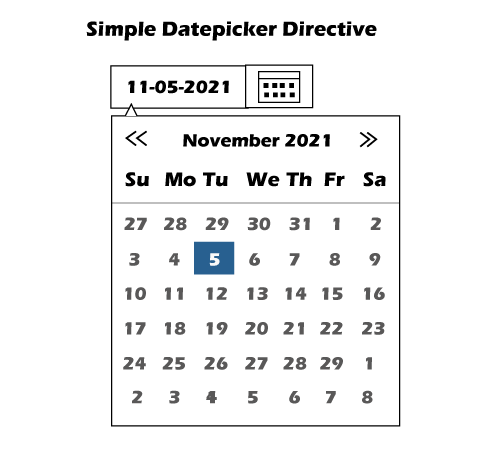 Simple Datepicker Directive
11-05-2021
November 2021
Su Mo Tu We Th Fr Sa
27 28 29 30 31 1 2
3 4 5 6 7 8 9
10 11 12 13 14 15 16
17 18 19 20 21 22 23
24 25 26 27 28 29 1
2 3 4 5 6 7 8